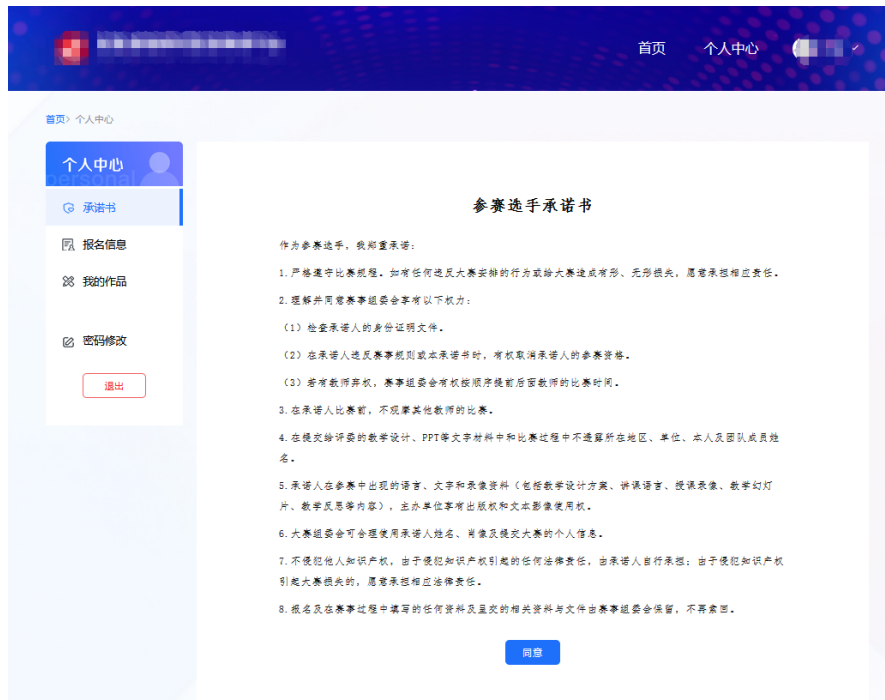 首页 个人中心
首页> 个人中心
个人中心
personal
承诺书
报名信息
我的作品
密码修改
退出
参赛选手承诺书
作为参赛选手，我郑重承诺：
1.严格遵守比赛规程。如有任何违反大赛安排的行为或给大赛造成有形、无形损失，愿意承担相应责任。
2.理解并同意赛事组委会享有以下权力：
（1）检查承诺人的身份证明文件。
（2）在承诺人违反赛事规则或本承诺书时，有权取消承诺人的参赛资格。
（3）若有教师弃权，赛事组委会有权按顺序提前后面教师的比赛时间。
3.在承诺人比赛前，不观摩其他教师的比赛。
4.在提交给评委的教学设计、PPT等文字材料中和比赛过程中不透露所在地区、单位、本人及团队成员姓
名。
5.承诺人在参赛中出现的语言、文字和录像资料（包括教学设计方案、讲课语言、授课录像、教学幻灯
片、教学反思等内容），主办单位享有出版权和文本影像使用权。
6.大赛组委会可合理使用承诺人姓名、肖像及提交大赛的个人信息。
7.不侵犯他人知识产权，由于侵犯知识产权引起的任何法律责任，由承诺人自行承担；由于侵犯知识产权
引起大赛损失的，愿意承担相应法律责任。
8.报名及在赛事过程中填写的任何资料及呈交的相关资料与文件由赛事组委会保留，不再索回。
同意